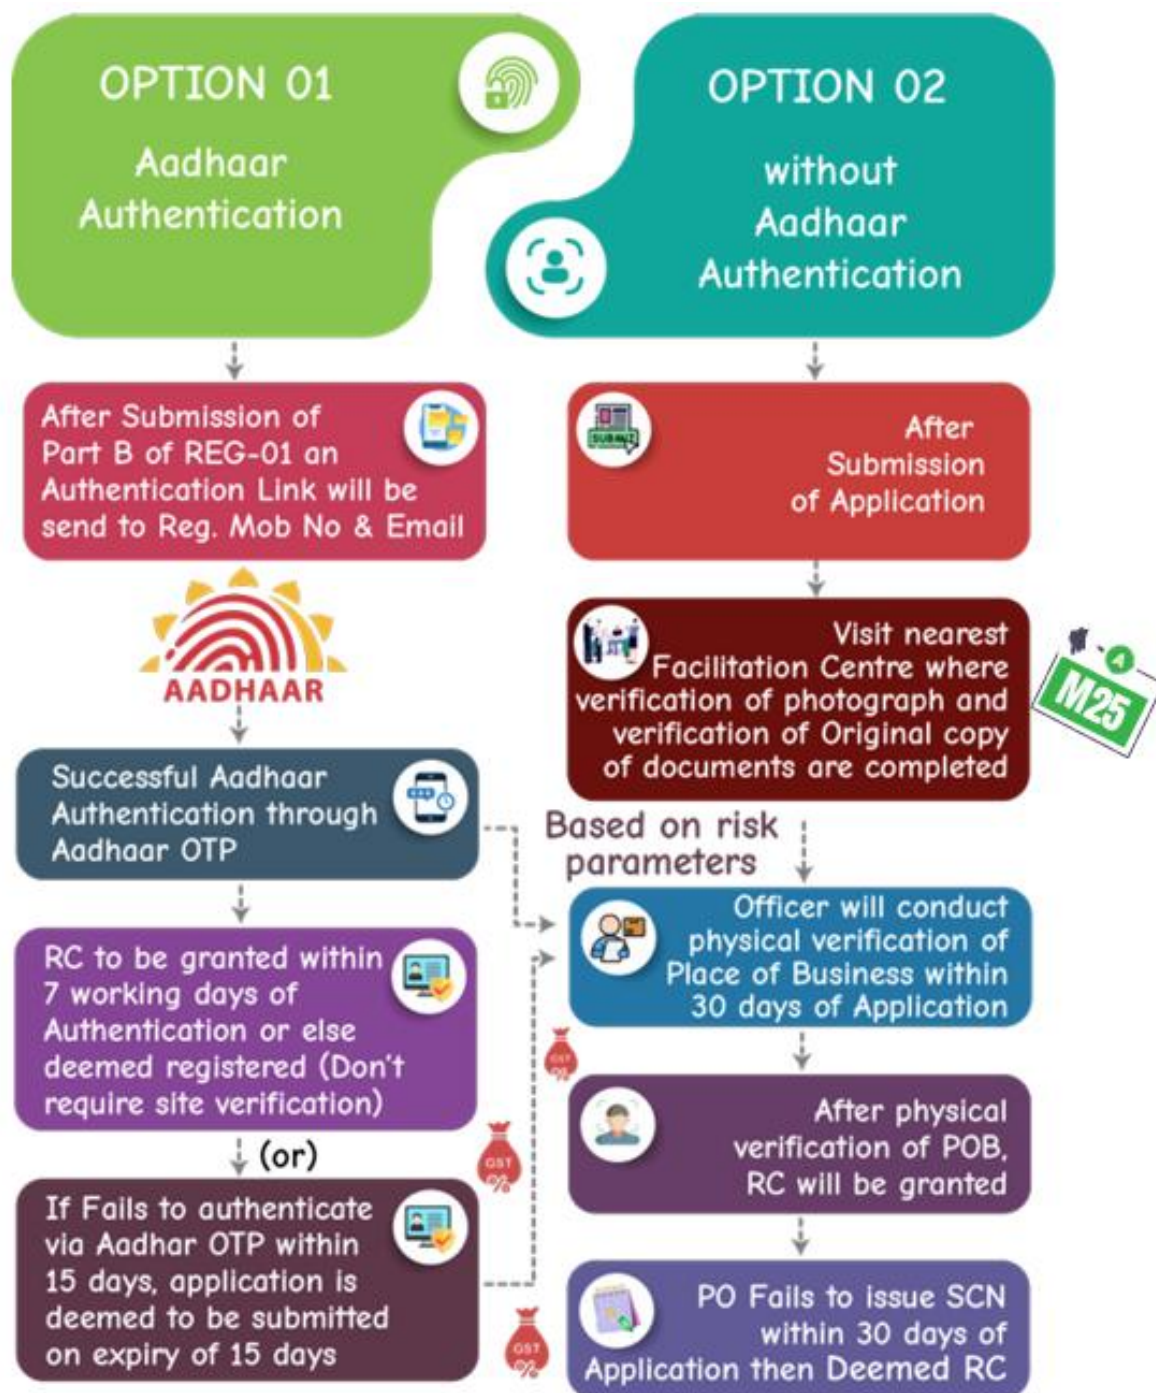 OPTION 01
Aadhaar
Authentication
OPTION 02
without
Aadhaar
Authentication
After Submission of
Part B of REG-01 an
Authentication Link will be
send to Reg. Mob No & Email
AADHAAR
Successful Aadhaar
Authentication through
Aadhaar OTP
RC to be granted within
7 working days of
Authentication or else
deemed registered (Don't
require site verification)
(or)
If Fails to authenticate
via Aadhar OTP within
15 days, application is
deemed to be submitted
on expiry of 15 days
SUBMIT
After
Submission
of Application
Visit nearest
Facilitation Centre where
verification of photograph and
verification of Original copy
of documents are completed
A
M25
Based on risk
parameters
Officer will conduct
physical verification of
Place of Business within
30 days of Application
GST
%
After physical
verification of POB,
RC will be granted
GST
%
PO Fails to issue SCN
within 30 days of
Application then Deemed RC
GST
%